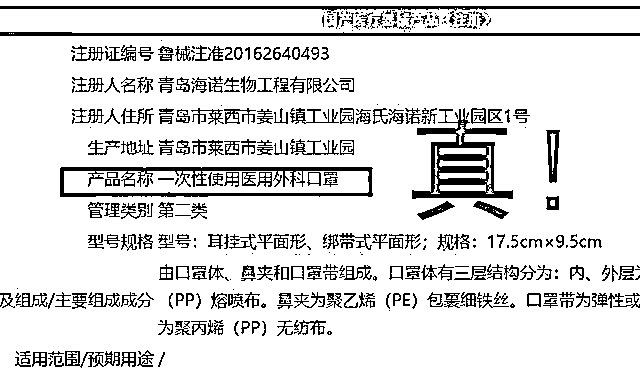 国产医疗器械产品（注册）
注册证编号 鲁械注准20162640493
注册人名称 青岛海诺生物工程有限公司
注册人住所 青岛市莱西市姜山镇工业园海氏海诺新工业园区1号
生产地址 青岛市莱西市姜山镇工业园
真！
产品名称 一次性使用医用外科口罩
管理类别 第二类
型号规格 型号：耳挂式平面形、绑带式平面形；规格：17.5cm×9.5cm
由口罩体、鼻夹和口罩带组成。口罩体有三层结构分为：内、外层为
及组成/主要组成成分 （PP）熔喷布。鼻夹为聚乙烯（PE）包裹细铁丝。口罩带为弹性或
为聚丙烯（PP）无纺布。
适用范围/预期用途 /